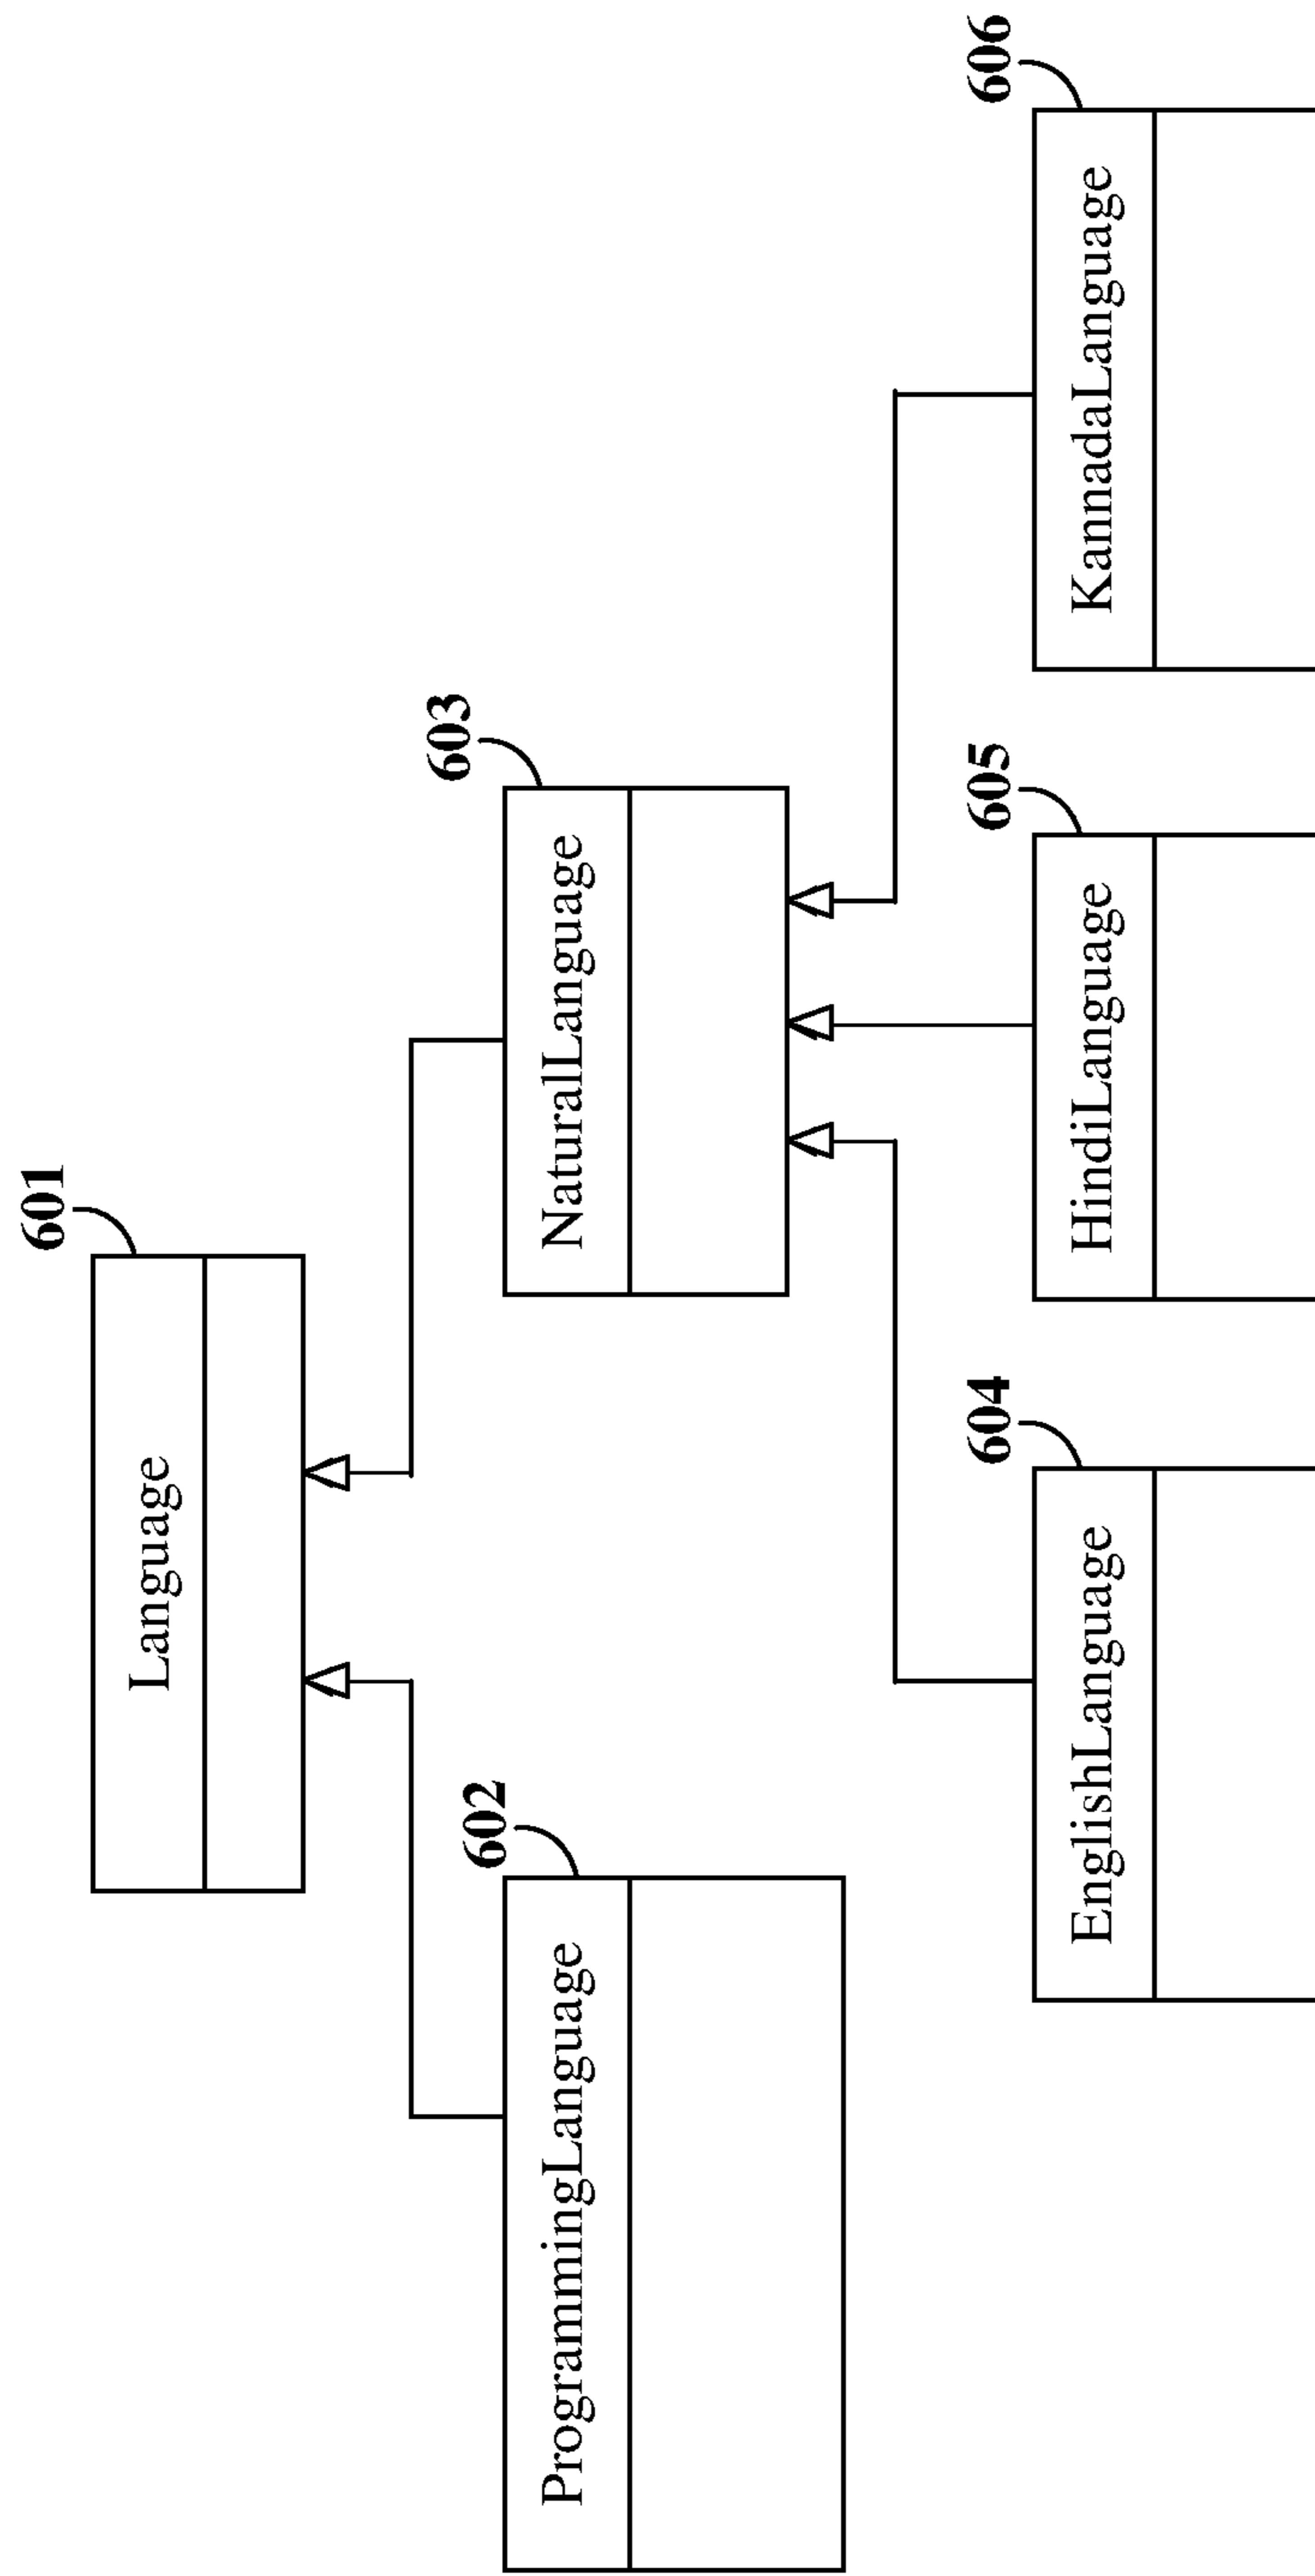 601
Language
602
ProgrammingLanguage
603
NaturalLanguage
604
EnglishLanguage
605
HindiLanguage
606
KannadaLanguage